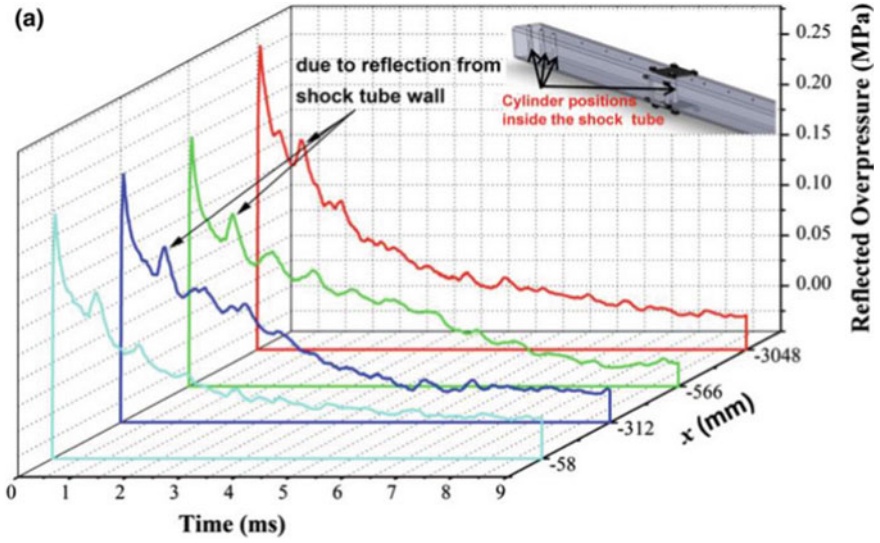 (a)
due to reflection from
shock tube wall
Cylinder positions
inside the shock tube
0.25
0.20
0.15
0.10
0.05
0.00
Reflected Overpressure (MPa)
-3048
-566
-312
-58
x (mm)
0 1 2 3 4 5 6 7 8 9
Time (ms)